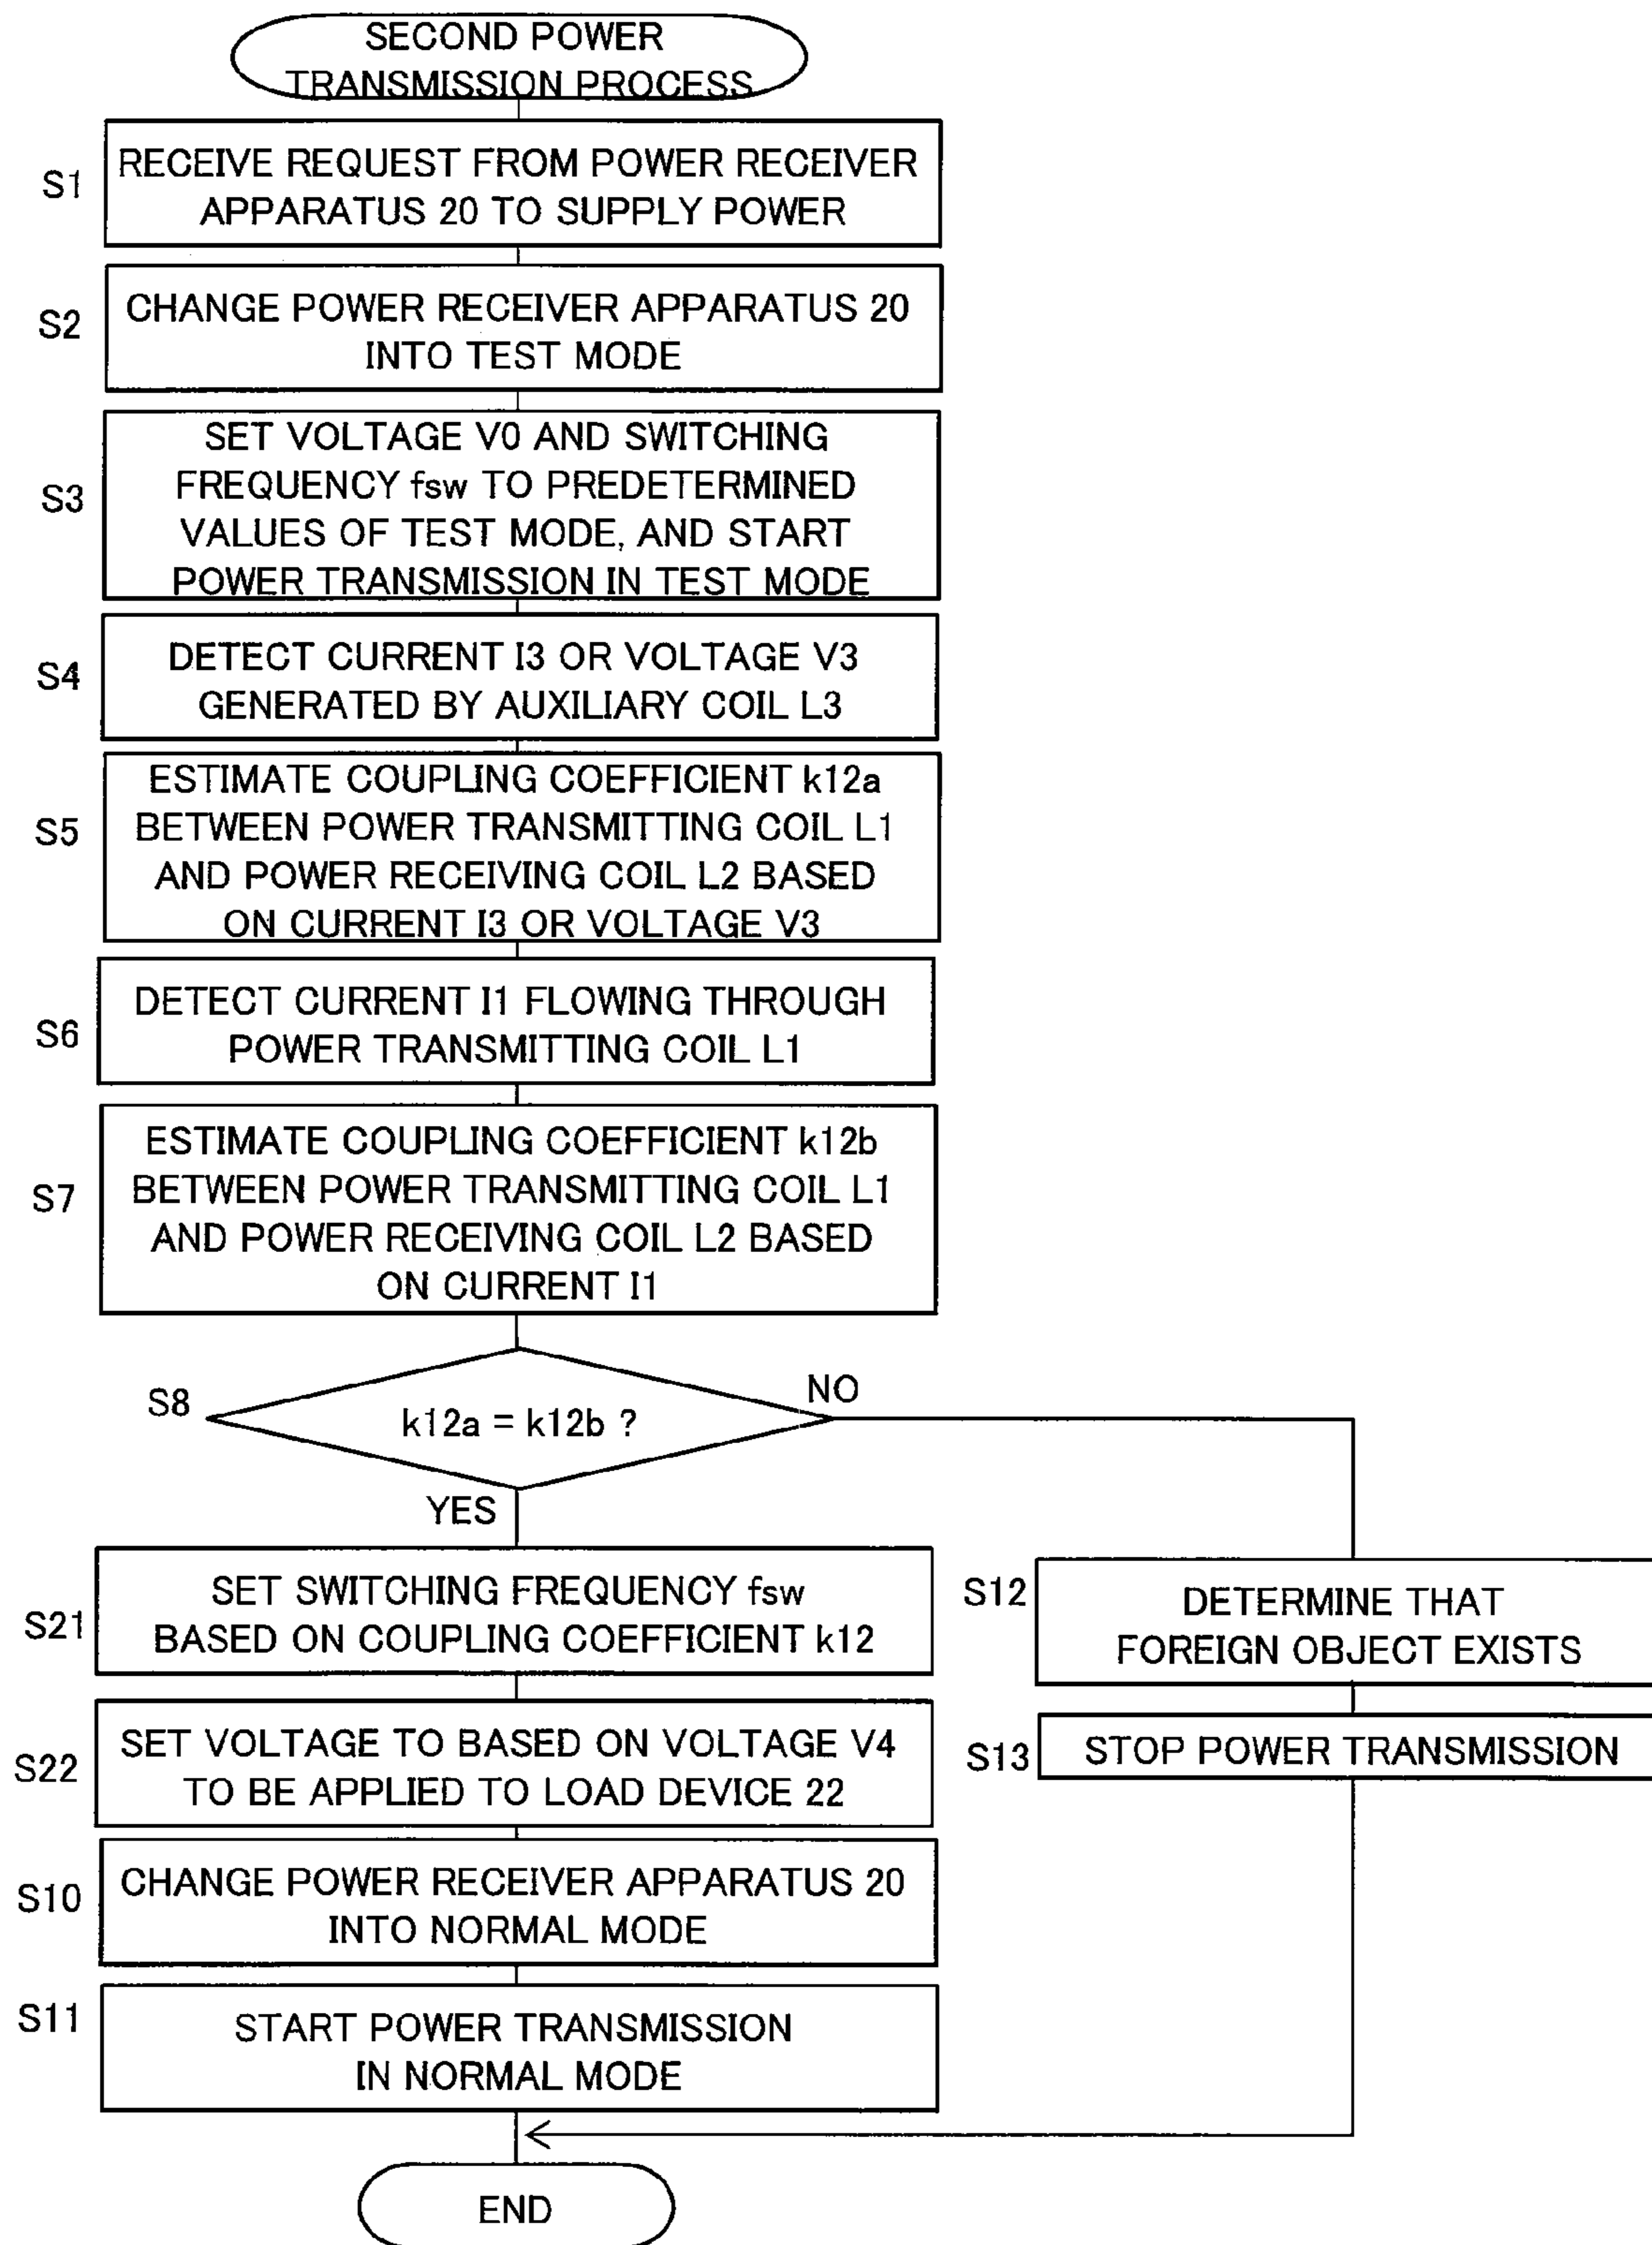 SECOND POWER
TRANSMISSION PROCESS
S1
RECEIVE REQUEST FROM POWER RECEIVER
APPARATUS 20 TO SUPPLY POWER
S2
CHANGE POWER RECEIVER APPARATUS 20
INTO TEST MODE
S3
SET VOLTAGE V0 AND SWITCHING
FREQUENCY fsw TO PREDETERMINED
VALUES OF TEST MODE, AND START
POWER TRANSMISSION IN TEST MODE
S4
DETECT CURRENT I3 OR VOLTAGE V3
GENERATED BY AUXILIARY COIL L3
S5
ESTIMATE COUPLING COEFFICIENT k12a
BETWEEN POWER TRANSMITTING COIL L1
AND POWER RECEIVING COIL L2 BASED
ON CURRENT I3 OR VOLTAGE V3
S6
DETECT CURRENT I1 FLOWING THROUGH
POWER TRANSMITTING COIL L1
S7
ESTIMATE COUPLING COEFFICIENT k12b
BETWEEN POWER TRANSMITTING COIL L1
AND POWER RECEIVING COIL L2 BASED
ON CURRENT I1
S8
k12a = k12b ?
NO
YES
S21
SET SWITCHING FREQUENCY fsw
BASED ON COUPLING COEFFICIENT k12
S22
SET VOLTAGE TO BASED ON VOLTAGE V4
TO BE APPLIED TO LOAD DEVICE 22
S10
CHANGE POWER RECEIVER APPARATUS 20
INTO NORMAL MODE
S11
START POWER TRANSMISSION
IN NORMAL MODE
S12
DETERMINE THAT
FOREIGN OBJECT EXISTS
S13
STOP POWER TRANSMISSION
END